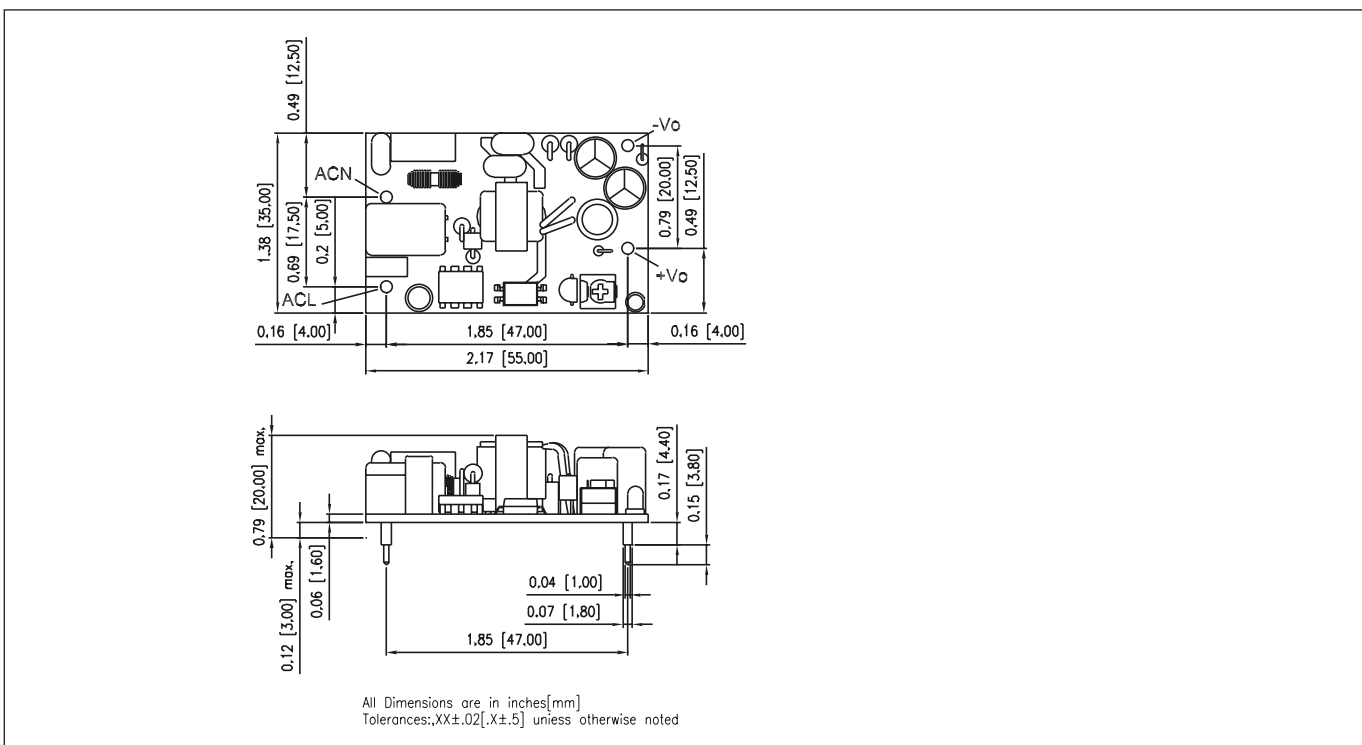 0.49 [12.50]
-Vo
ACN
1.38 [35.00]
0.69 [17.50]
0.2 [5.00]
0.79 [20.00]
0.49 [12.50]
+Vo
ACL
0.16 [4.00]
1.85 [47.00]
0.16 [4.00]
2.17 [55.00]
0.79 [20.00] max.
0.17 [4.40]
0.15 [3.80]
0.12 [3.00] max.
0.06 [1.60]
0.04 [1.00]
0.07 [1.80]
1.85 [47.00]
All Dimensions are in inches[mm]
Tolerances:,XX±.02[.X±.5] uniess otherwise noted